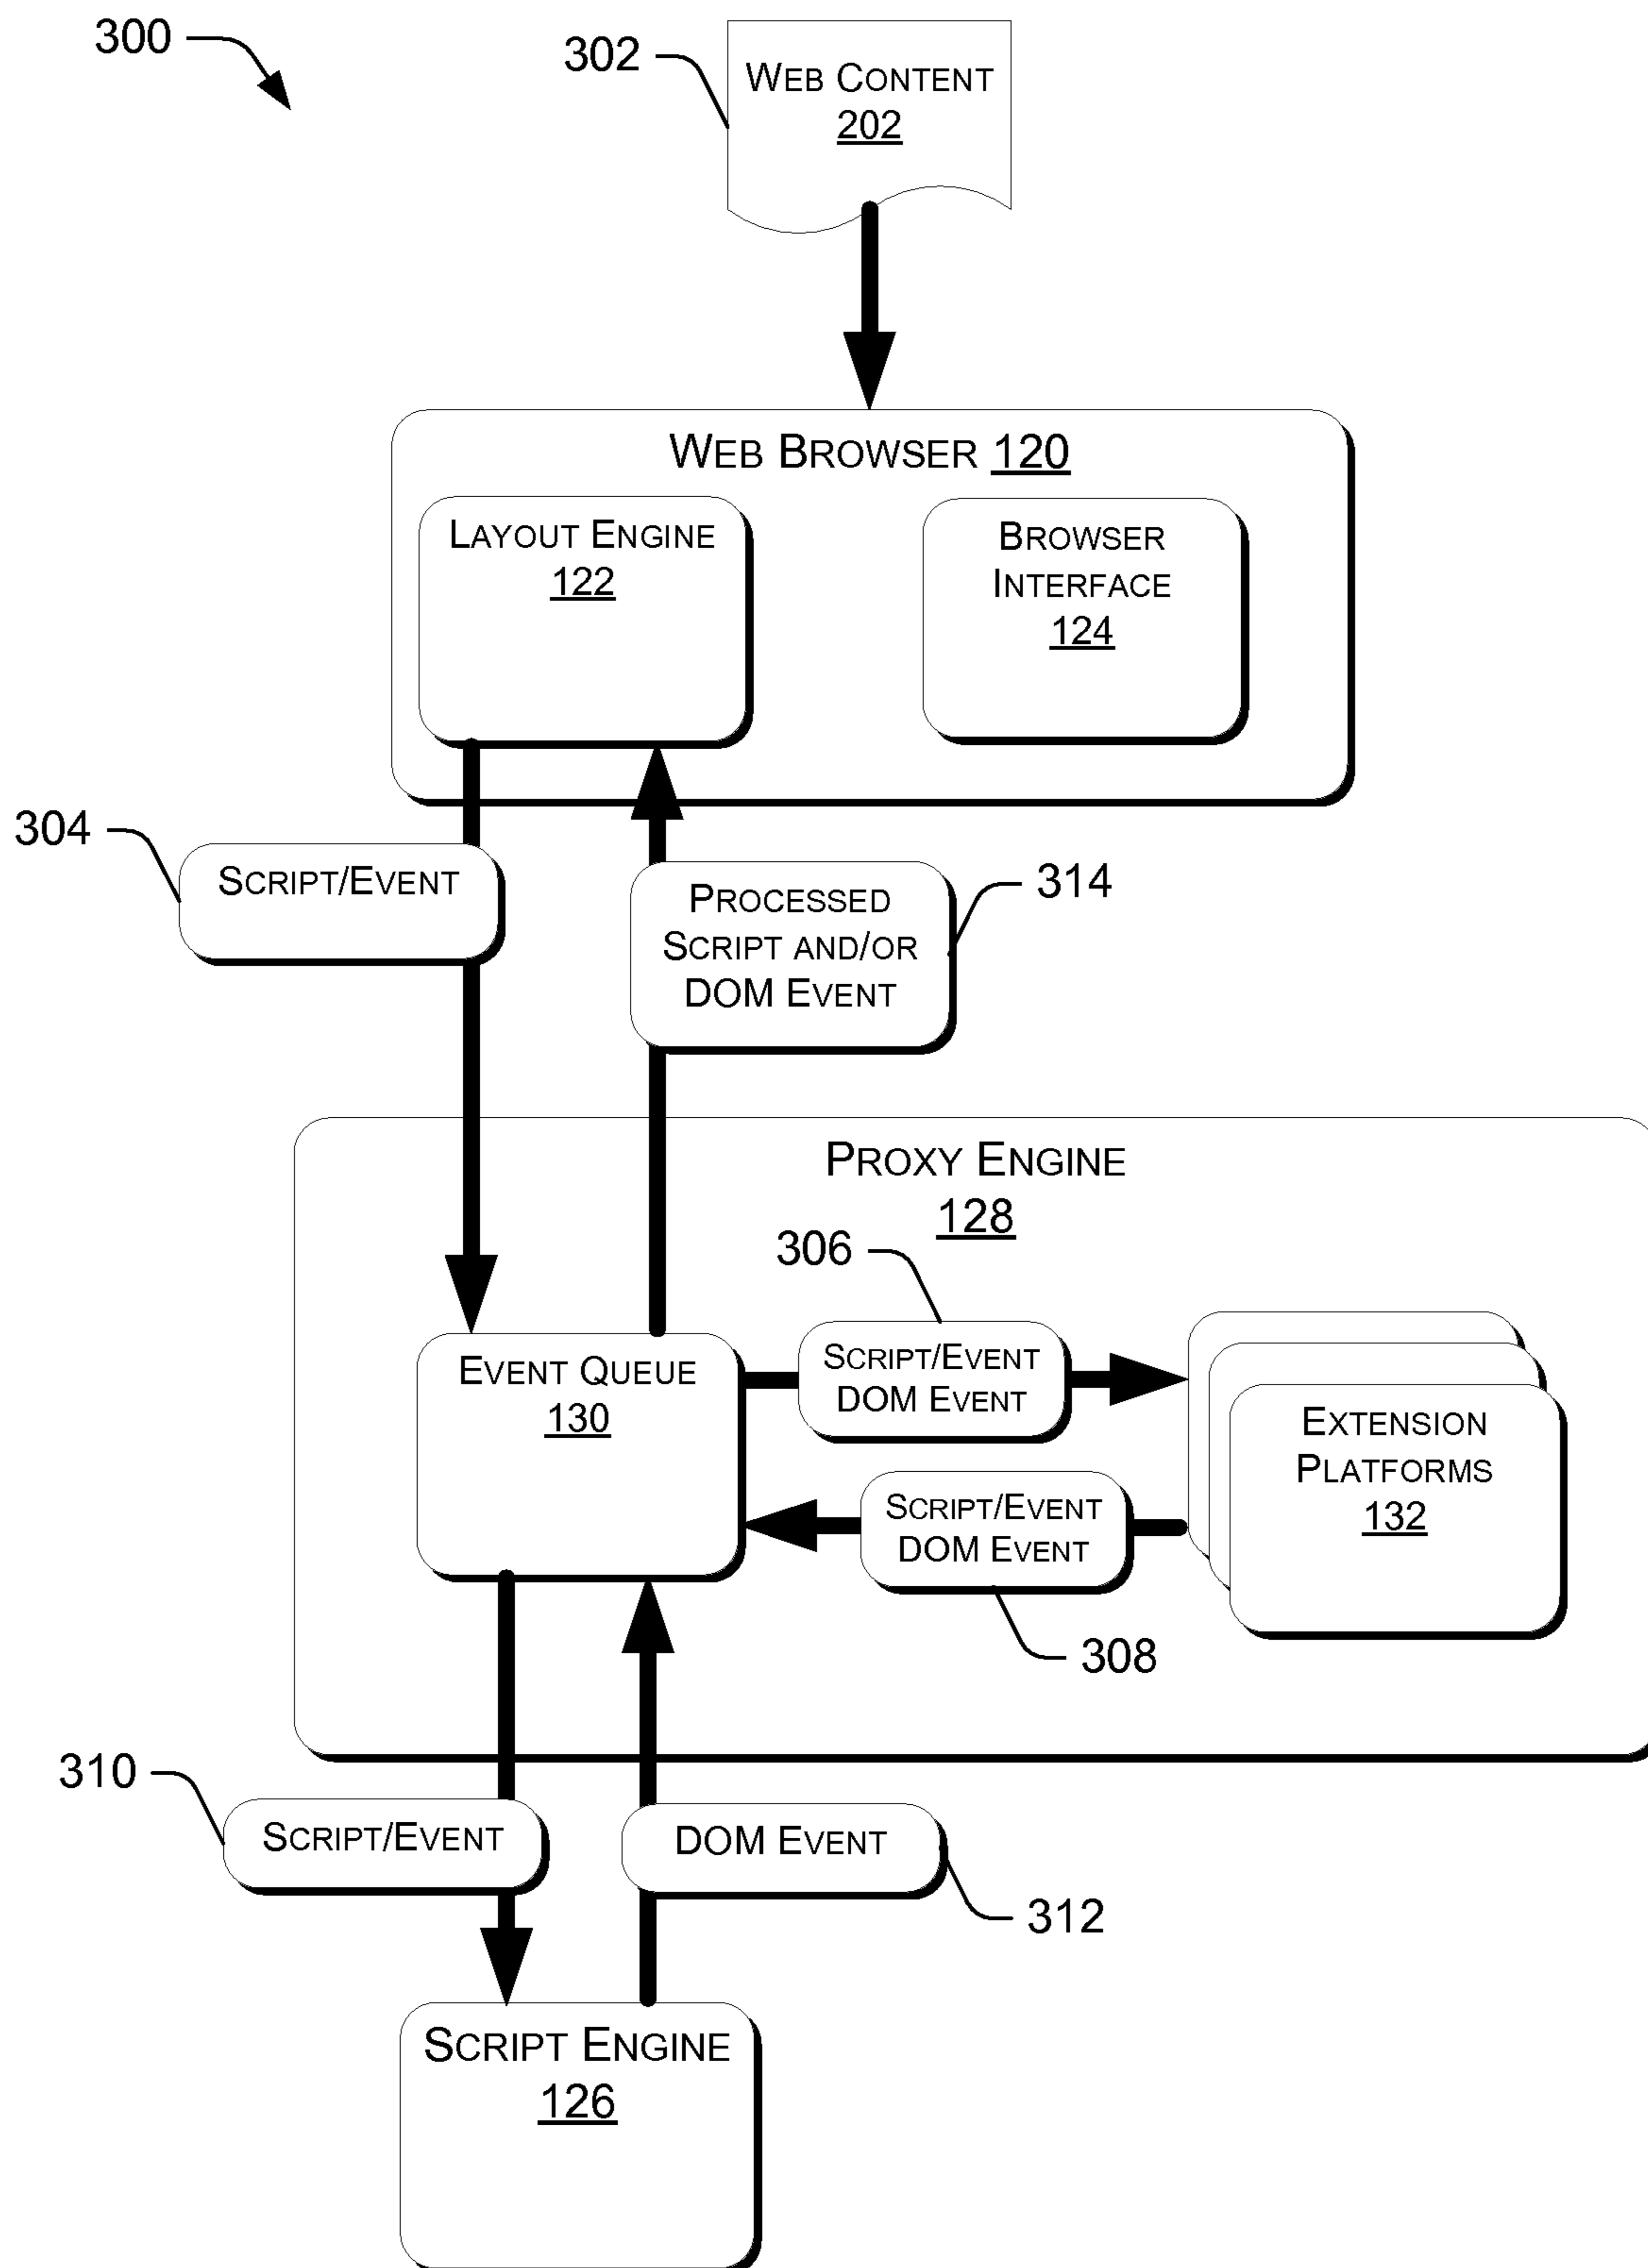 300
302
WEB CONTENT
202
WEB BROWSER 120
LAYOUT ENGINE
122
BROWSER
INTERFACE
124
304
SCRIPT/EVENT
PROCESSED
SCRIPT AND/OR
DOM EVENT
314
PROXY ENGINE
128
306
EVENT QUEUE
130
SCRIPT/EVENT
DOM EVENT
EXTENSION
PLATFORMS
132
SCRIPT/EVENT
DOM EVENT
308
310
SCRIPT/EVENT
DOM EVENT
312
SCRIPT ENGINE
126